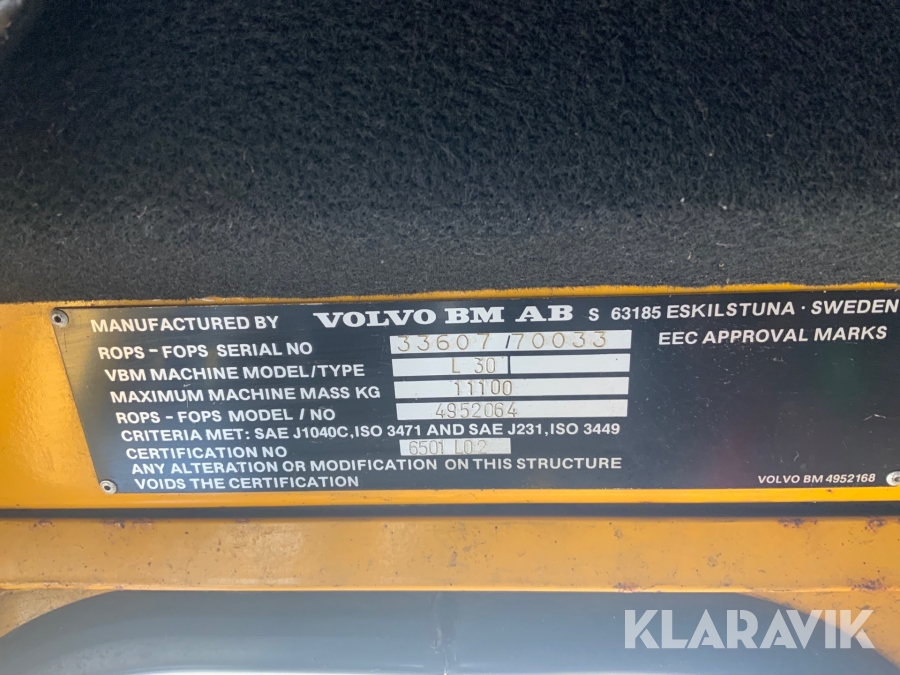 MANUFACTURED BY VOLVO BM AB S 63185 ESKILSTUNA · SWEDEN
ROPS - FOPS SERIAL NO 33607 / 70033 EEC APPROVAL MARKS
VBM MACHINE MODEL/TYPE L 30
MAXIMUM MACHINE MASS KG 11100
ROPS - FOPS MODEL / NO 4952064
CRITERIA MET: SAE J1040C, ISO 3471 AND SAE J231, ISO 3449
CERTIFICATION NO 6501 L02
ANY ALTERATION OR MODIFICATION ON THIS STRUCTURE
VOIDS THE CERTIFICATION VOLVO BM 4952168
KLARAVIK